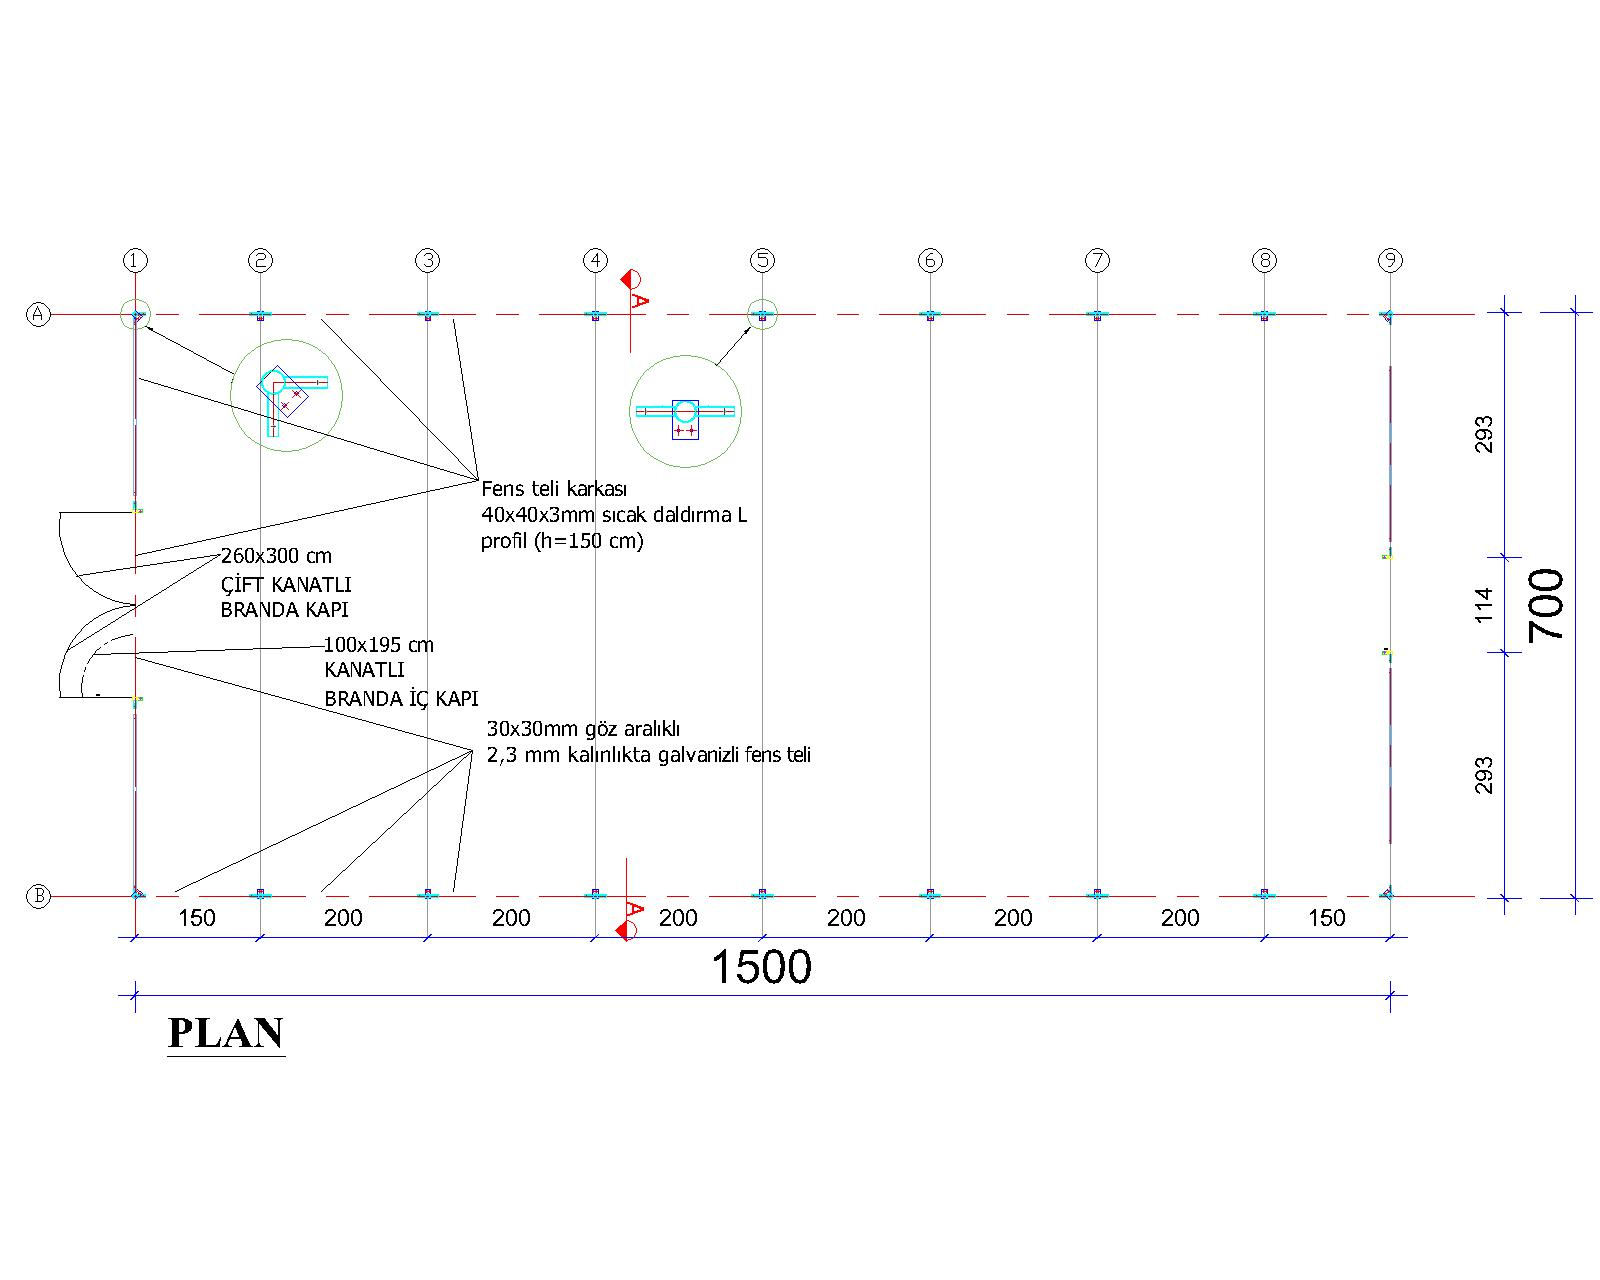 1 2 3 4 5 6 7 8 9
A
A
Fens teli karkası
40x40x3mm sıcak daldırma L
profil (h=150 cm)
260x300 cm
ÇİFT KANATLI
BRANDA KAPI
100x195 cm
KANATLI
BRANDA İÇ KAPI
30x30mm göz aralıklı
2,3 mm kalınlıkta galvanizli fens teli
293
114
293
700
B
A
150 200 200 200 200 200 200 150
1500
PLAN